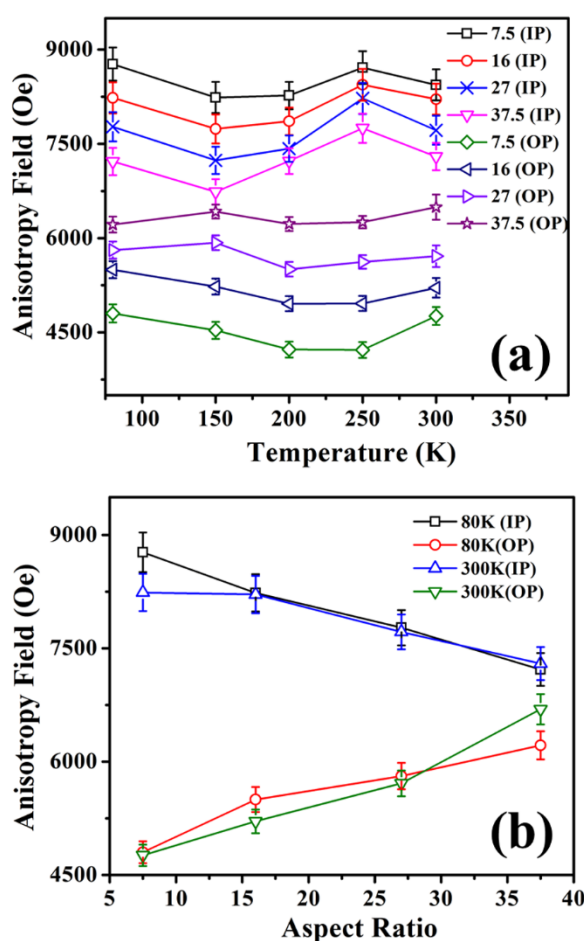 9000
7500
6000
4500
Anisotropy Field (Oe)
7.5 (IP)
16 (IP)
27 (IP)
37.5 (IP)
7.5 (OP)
16 (OP)
27 (OP)
37.5 (OP)
(a)
100 150 200 250 300 350
Temperature (K)
9000
7500
6000
4500
Anisotropy Field (Oe)
80K (IP)
80K(OP)
300K(IP)
300K(OP)
(b)
5 10 15 20 25 30 35 40
Aspect Ratio